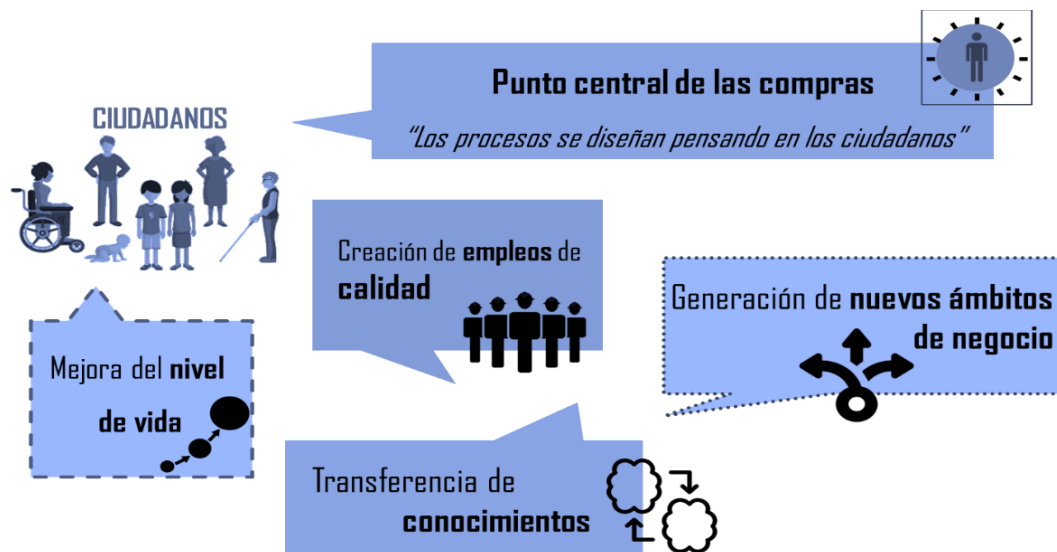 Punto central de las compras
“Los procesos se diseñan pensando en los ciudadanos”
CIUDADANOS
Creación de empleos de
calidad
Generación de nuevos ámbitos
de negocio
Mejora del nivel
de vida
Transferencia de
conocimientos